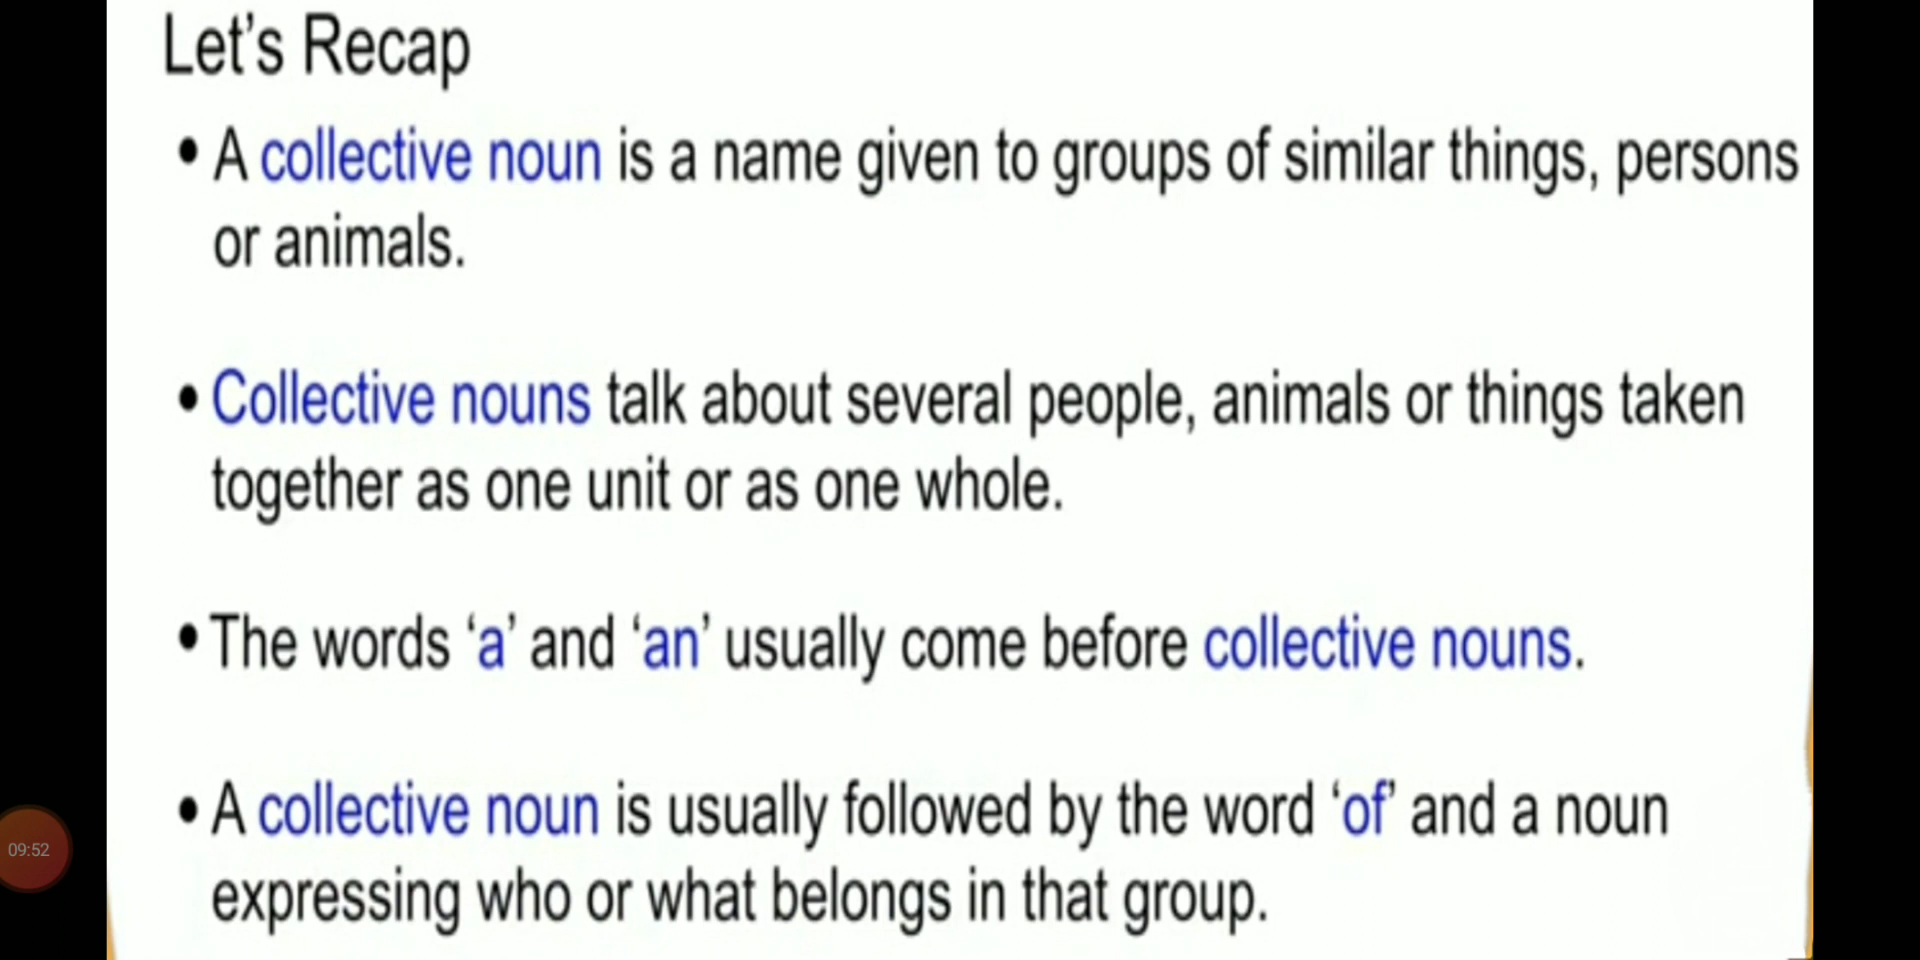 Let’s Recap
• A collective noun is a name given to groups of similar things, persons
or animals.
• Collective nouns talk about several people, animals or things taken
together as one unit or as one whole.
• The words ‘a’ and ‘an’ usually come before collective nouns.
• A collective noun is usually followed by the word ‘of’ and a noun
expressing who or what belongs in that group.
09:52